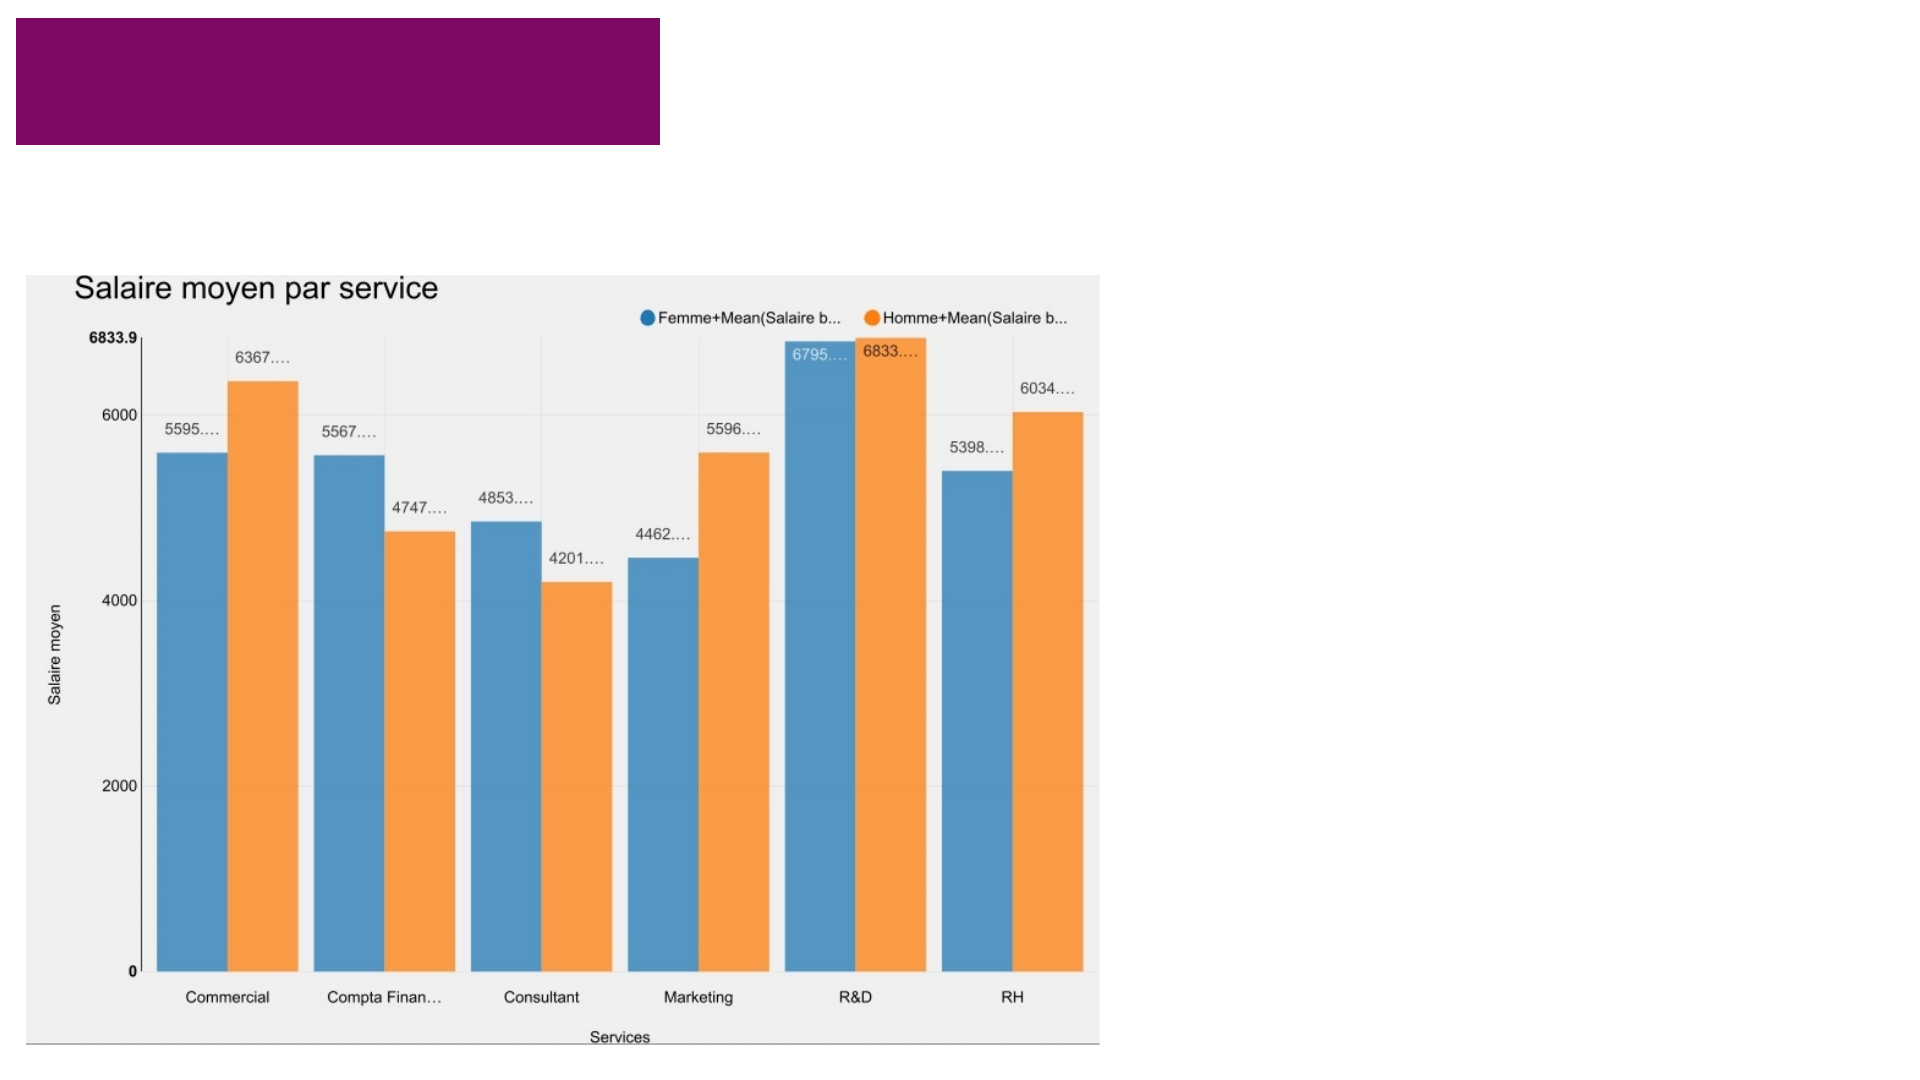 Salaire moyen par service
Femme+Mean(Salaire b... Homme+Mean(Salaire b...
6833.9
6367.... 6795.... 6833....
6034....
6000
5595.... 5567.... 5596....
5398....
4853.... 4747....
4462....
4201....
4000
Salaire moyen
2000
0
Commercial Compta Finan... Consultant Marketing R&D RH
Services